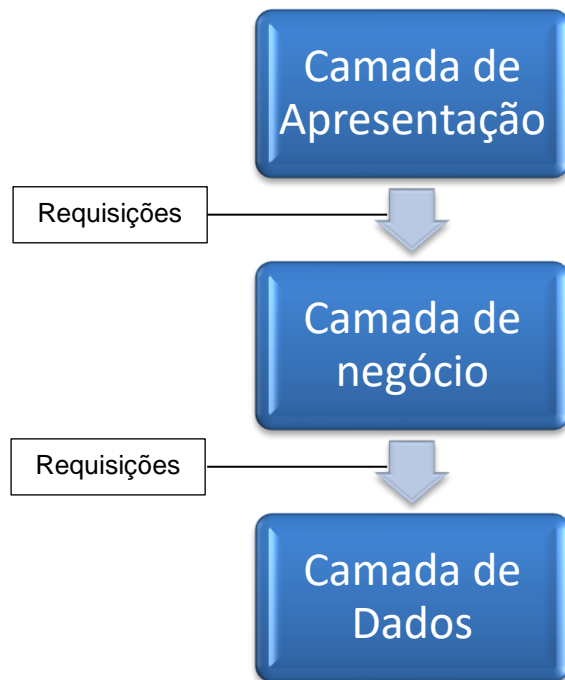 Camada de
Apresentação
Requisições
Camada de
negócio
Requisições
Camada de
Dados